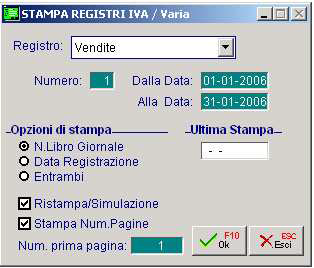 STAMPA REGISTRI IVA / Varia
Registro: Vendite
Numero: 1 Dalla Data: 01-01-2006
Alla Data: 31-01-2006
Opzioni di stampa Ultima Stampa
N.Libro Giornale - -
Data Registrazione
Entrambi
Ristampa/Simulazione
Stampa Num.Pagine
Num. prima pagina: 1
F10 Ok
ESC Esci